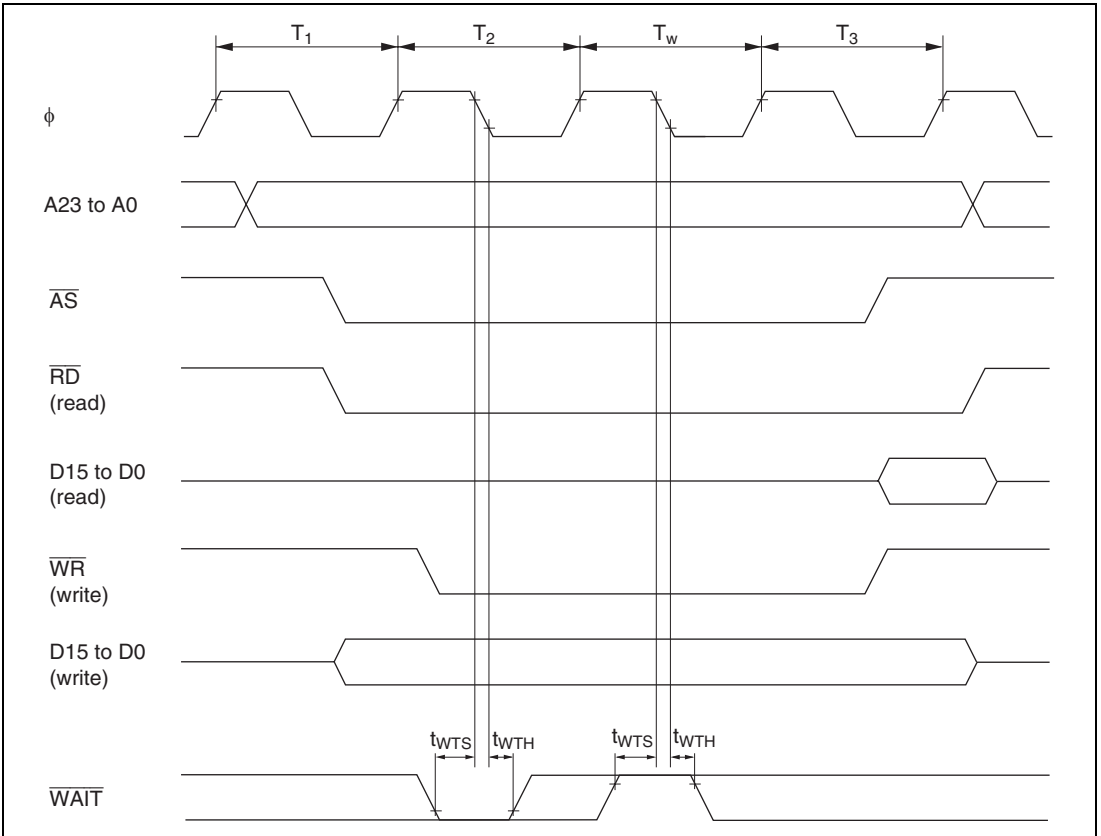 T1 T2 Tw T3
ϕ
A23 to A0
AS
RD
(read)
D15 to D0
(read)
WR
(write)
D15 to D0
(write)
tWTS tWTH tWTS tWTH
WAIT